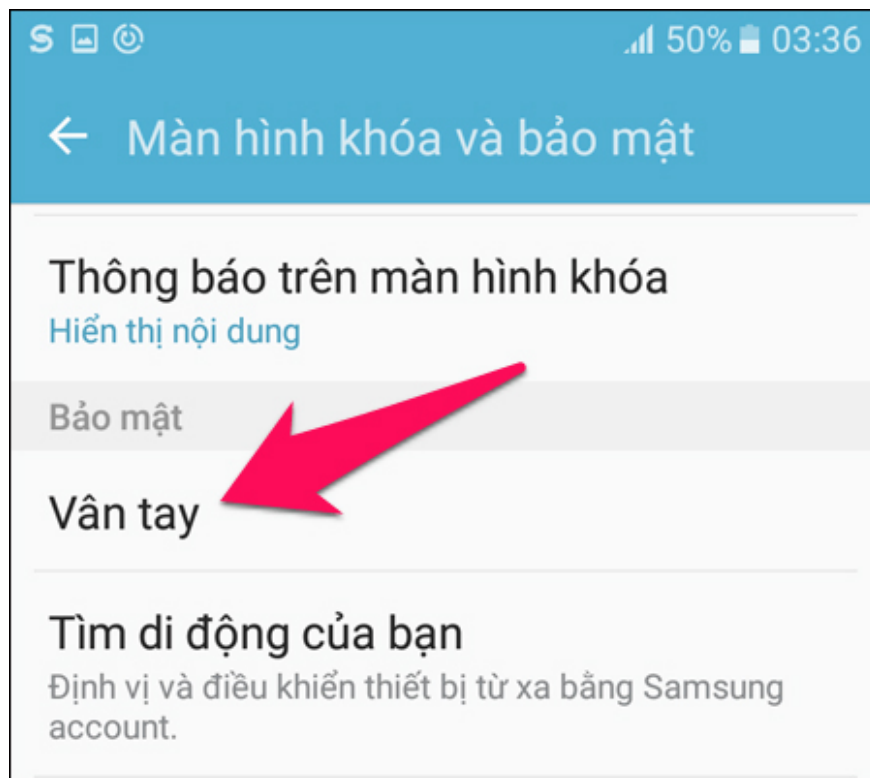 S 50% 03:36
Màn hình khóa và bảo mật
Thông báo trên màn hình khóa
Hiển thị nội dung
Bảo mật
Vân tay
Tìm di động của bạn
Định vị và điều khiển thiết bị từ xa bằng Samsung
account.